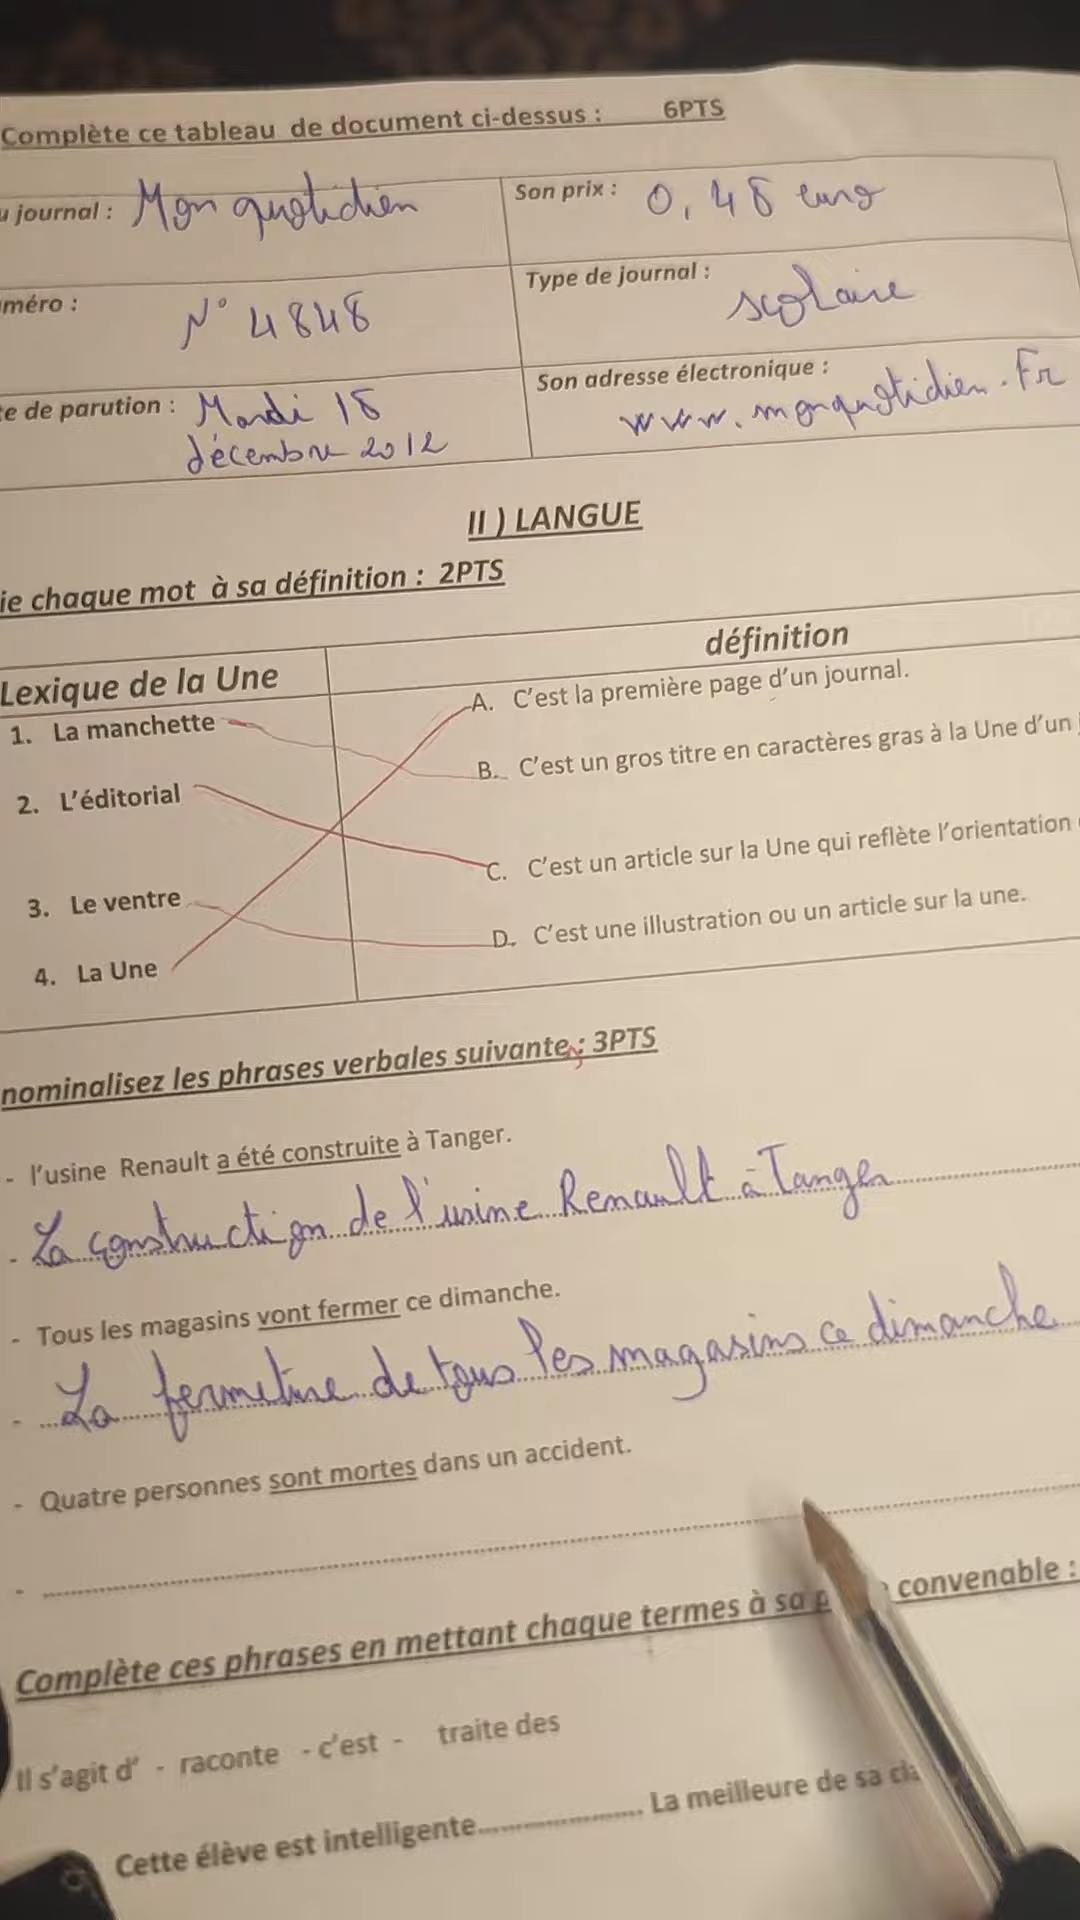 Complète ce tableau de document ci-dessus : 6PTS
journal : Mon quotidien
Son prix : 0,48 euro
méro : N° 4848
Type de journal : scolaire
e de parution : Mardi 18 décembre 2012
Son adresse électronique : www.monquotidien.Fr
II ) LANGUE
ie chaque mot à sa définition : 2PTS
Lexique de la Une
définition
1. La manchette
A. C'est la première page d'un journal.
2. L'éditorial
B. C'est un gros titre en caractères gras à la Une d'un
3. Le ventre
C. C'est un article sur la Une qui reflète l'orientation
4. La Une
D. C'est une illustration ou un article sur la une.
nominalisez les phrases verbales suivantes : 3PTS
- l'usine Renault a été construite à Tanger.
- La construction de l'usine Renault à Tanger
- Tous les magasins vont fermer ce dimanche.
- La fermeture de tous les magasins ce dimanche
- Quatre personnes sont mortes dans un accident.
-
Complète ces phrases en mettant chaque termes à sa convenable :
Il s'agit d' - raconte - c'est - traite des
Cette élève est intelligente.................... La meilleure de sa